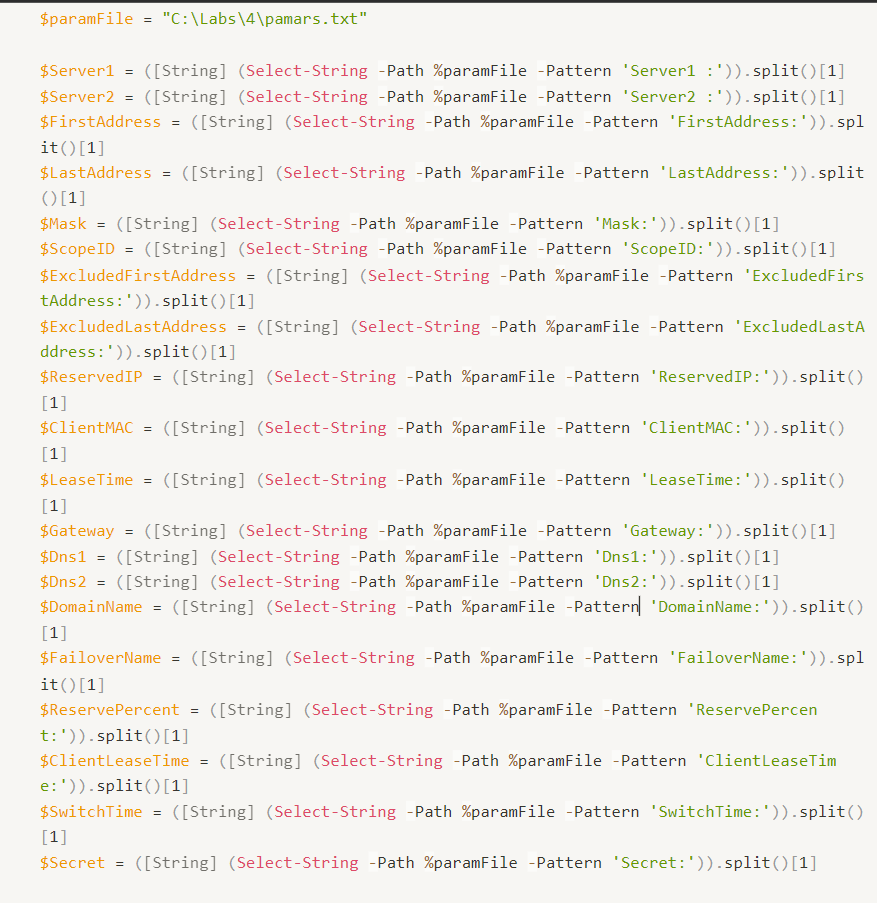 $paramFile = "C:\Labs\4\pamars.txt"
$Server1 = ([String] (Select-String -Path %paramFile -Pattern 'Server1 :')).split()[1]
$Server2 = ([String] (Select-String -Path %paramFile -Pattern 'Server2 :')).split()[1]
$FirstAddress = ([String] (Select-String -Path %paramFile -Pattern 'FirstAddress:')).spl
it()[1]
$LastAddress = ([String] (Select-String -Path %paramFile -Pattern 'LastAddress:')).split
()[1]
$Mask = ([String] (Select-String -Path %paramFile -Pattern 'Mask:')).split()[1]
$ScopeID = ([String] (Select-String -Path %paramFile -Pattern 'ScopeID:')).split()[1]
$ExcludedFirstAddress = ([String] (Select-String -Path %paramFile -Pattern 'ExcludedFirs
tAddress:')).split()[1]
$ExcludedLastAddress = ([String] (Select-String -Path %paramFile -Pattern 'ExcludedLastA
ddress:')).split()[1]
$ReservedIP = ([String] (Select-String -Path %paramFile -Pattern 'ReservedIP:')).split()
[1]
$ClientMAC = ([String] (Select-String -Path %paramFile -Pattern 'ClientMAC:')).split()
[1]
$LeaseTime = ([String] (Select-String -Path %paramFile -Pattern 'LeaseTime:')).split()
[1]
$Gateway = ([String] (Select-String -Path %paramFile -Pattern 'Gateway:')).split()[1]
$Dns1 = ([String] (Select-String -Path %paramFile -Pattern 'Dns1:')).split()[1]
$Dns2 = ([String] (Select-String -Path %paramFile -Pattern 'Dns2:')).split()[1]
$DomainName = ([String] (Select-String -Path %paramFile -Pattern 'DomainName:')).split()
[1]
$FailoverName = ([String] (Select-String -Path %paramFile -Pattern 'FailoverName:')).spl
it()[1]
$ReservePercent = ([String] (Select-String -Path %paramFile -Pattern 'ReservePercen
t:')).split()[1]
$ClientLeaseTime = ([String] (Select-String -Path %paramFile -Pattern 'ClientLeaseTim
e:')).split()[1]
$SwitchTime = ([String] (Select-String -Path %paramFile -Pattern 'SwitchTime:')).split()
[1]
$Secret = ([String] (Select-String -Path %paramFile -Pattern 'Secret:')).split()[1]